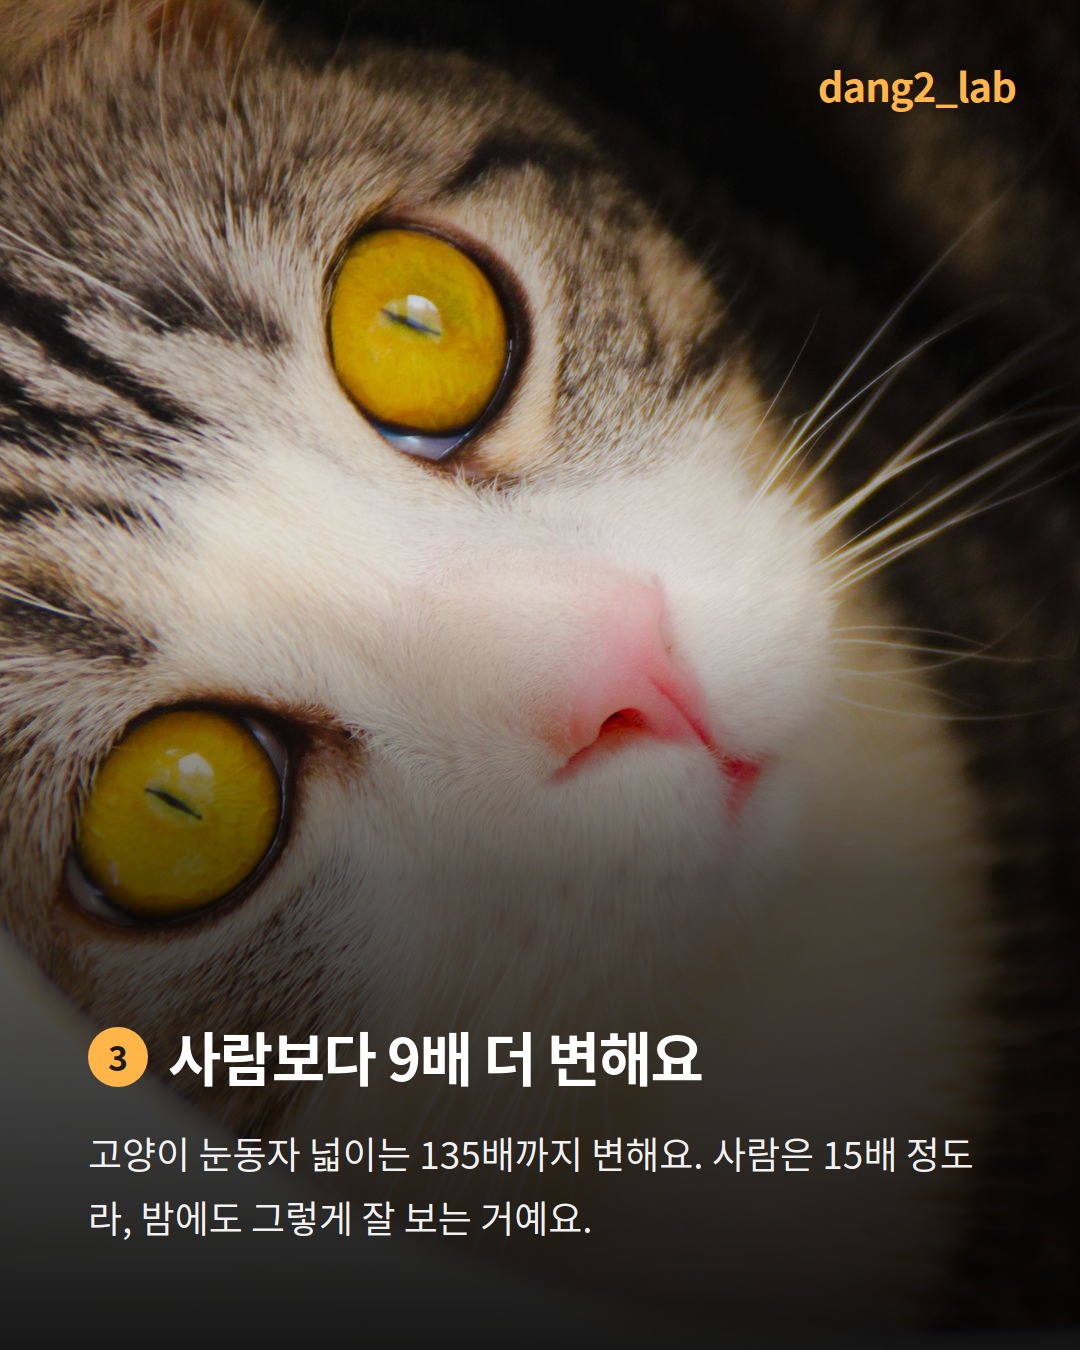 dang2_lab
3 사람보다 9배 더 변해요
고양이 눈동자 넓이는 135배까지 변해요. 사람은 15배 정도
라, 밤에도 그렇게 잘 보는 거예요.